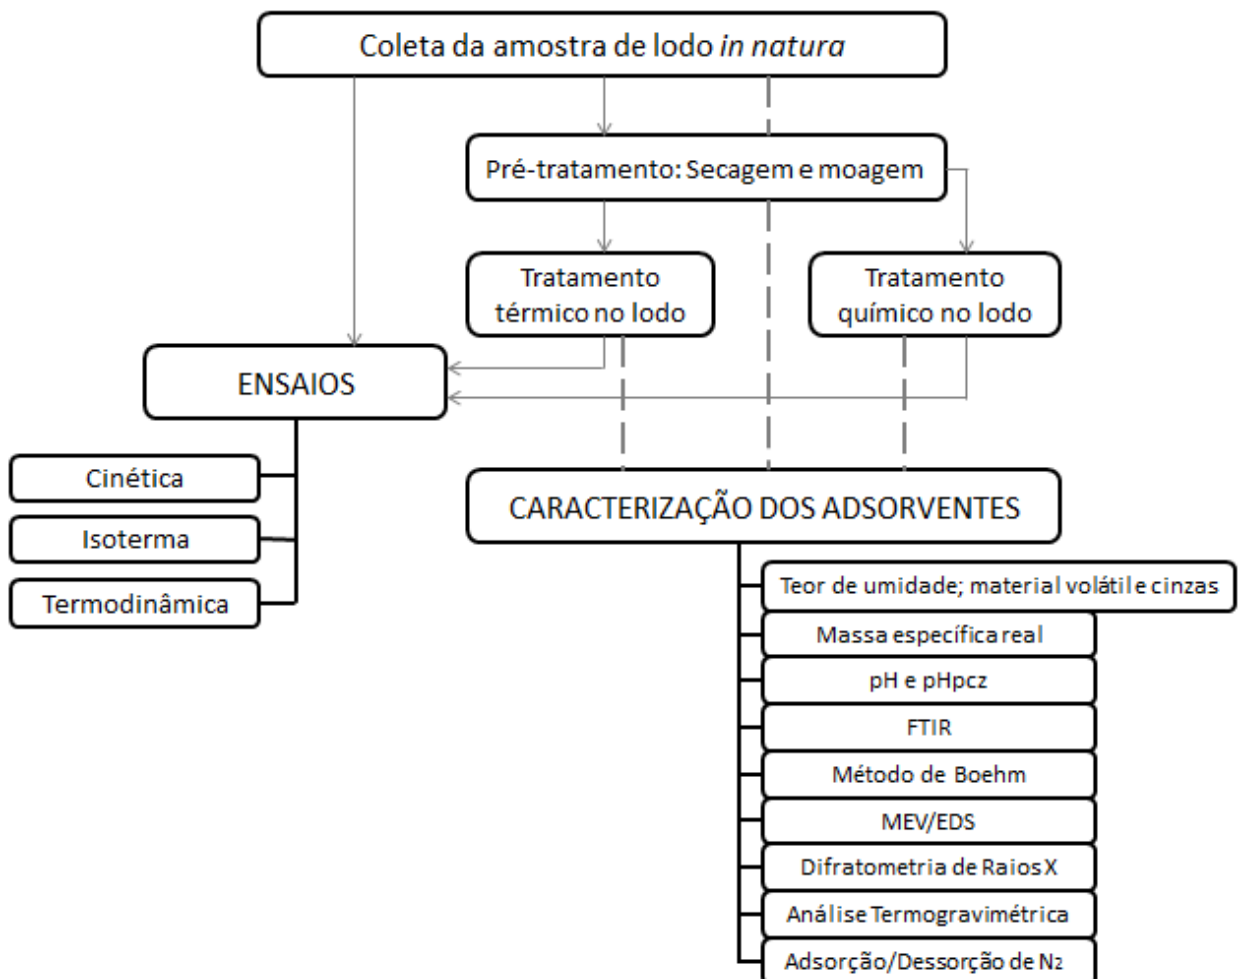 Coleta da amostra de lodo in natura
Pré-tratamento: Secagem e moagem
Tratamento
térmico no lodo
Tratamento
químico no lodo
ENSAIOS
Cinética
Isoterma
Termodinâmica
CARACTERIZAÇÃO DOS ADSORVENTES
Teor de umidade; material volátil e cinzas
Massa específica real
pH e pHpcz
FTIR
Método de Boehm
MEV/EDS
Difratometria de Raios X
Análise Termogravimétrica
Adsorção/Dessorção de N2